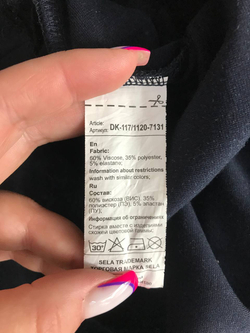 Article:
Артикул: DK-117/1120-7131
En
Fabric:
60% Viscose, 35% polyester,
5% elastane.
Information about restrictions
wash with similar colors.
Ru
Состав:
60% вискоза (ВИС), 35%
полиэстер (ПЭ), 5% эластан
(ПУ).
Информация об ограничениях
Стирка вместе с изделиями
схожей цветовой гаммы.
30°
SELA TRADEMARK
ТОРГОВАЯ МАРКА SELA